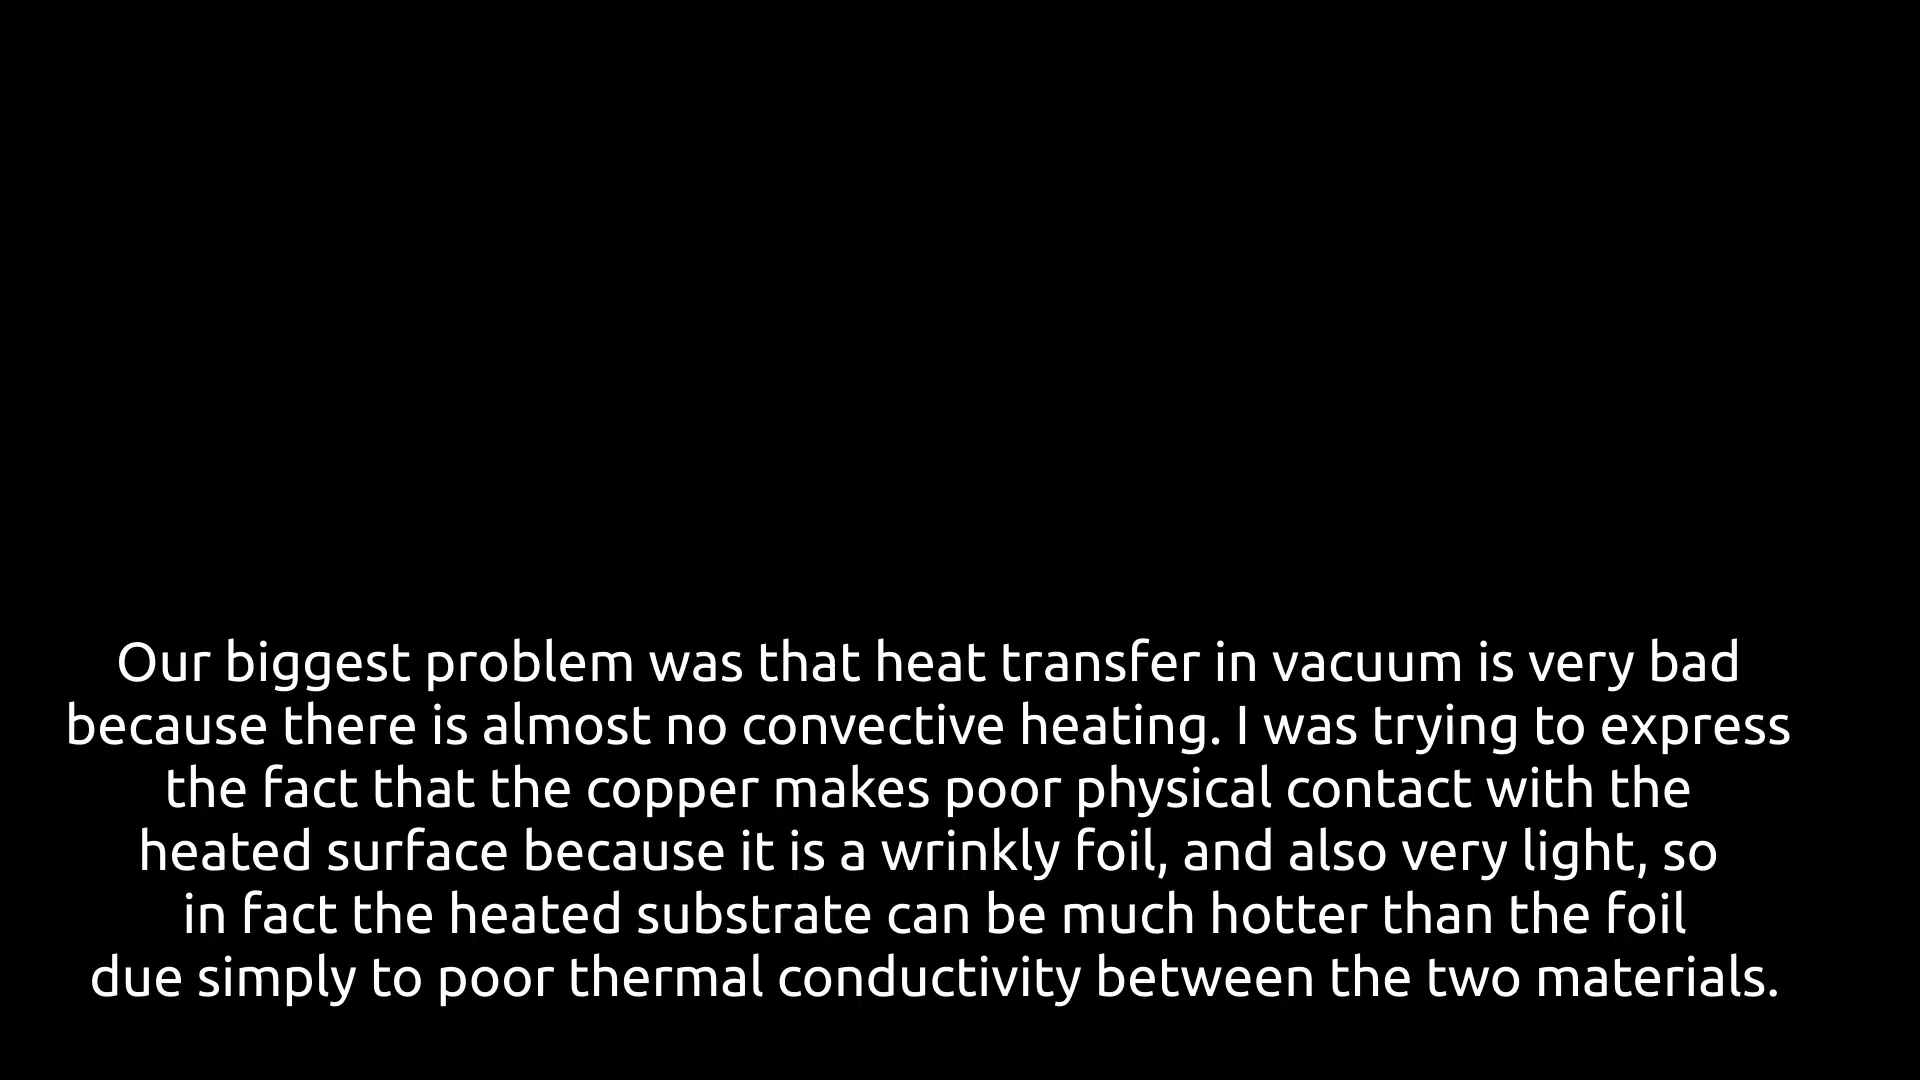 Our biggest problem was that heat transfer in vacuum is very bad
because there is almost no convective heating. I was trying to express
the fact that the copper makes poor physical contact with the
heated surface because it is a wrinkly foil, and also very light, so
in fact the heated substrate can be much hotter than the foil
due simply to poor thermal conductivity between the two materials.